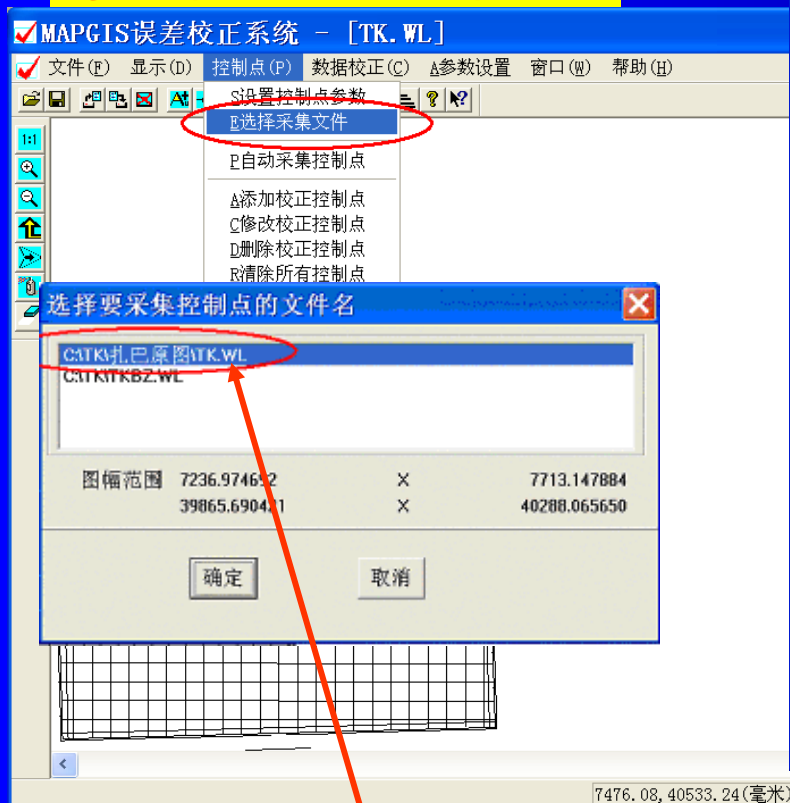 MAPGIS误差校正系统 - [TK.WL]
文件(F) 显示(D) 控制点(P) 数据校正(C) A参数设置 窗口(W) 帮助(H)
S设置控制点参数
E选择采集文件
1:1
P自动采集控制点
A添加校正控制点
C修改校正控制点
D删除校正控制点
R清除所有控制点
选择要采集控制点的文件名
C:\TK\扎巴原图\TK.WL
C:\TK\TKBZ.WL
图幅范围 7236.974692 X 7713.147884
39865.690421 X 40288.065650
确定 取消
7476.08,40533.24(毫米)